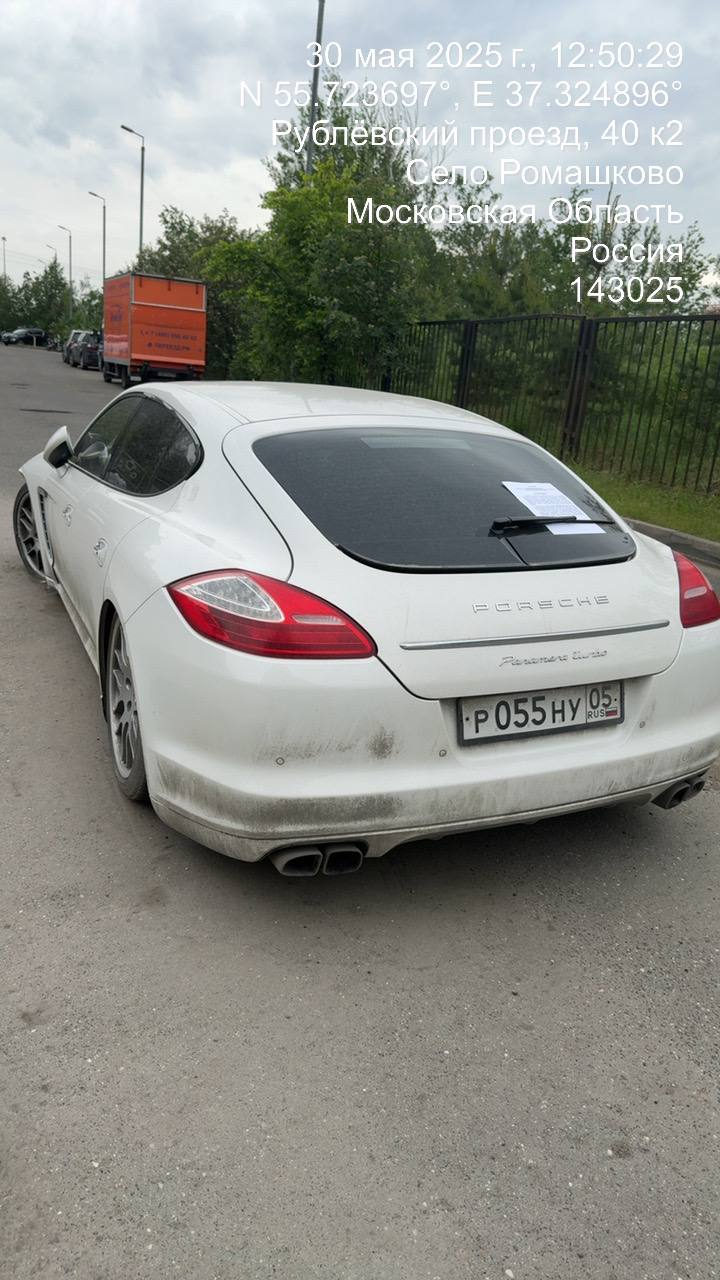 30 мая 2025 г., 12:50:29
N 55.723697°, E 37.324896°
Рублёвский проезд, 40 к2
Село Ромашково
Московская Область
Россия
143025
PORSCHE
Panamera turbo
Р055НУ 05
RUS